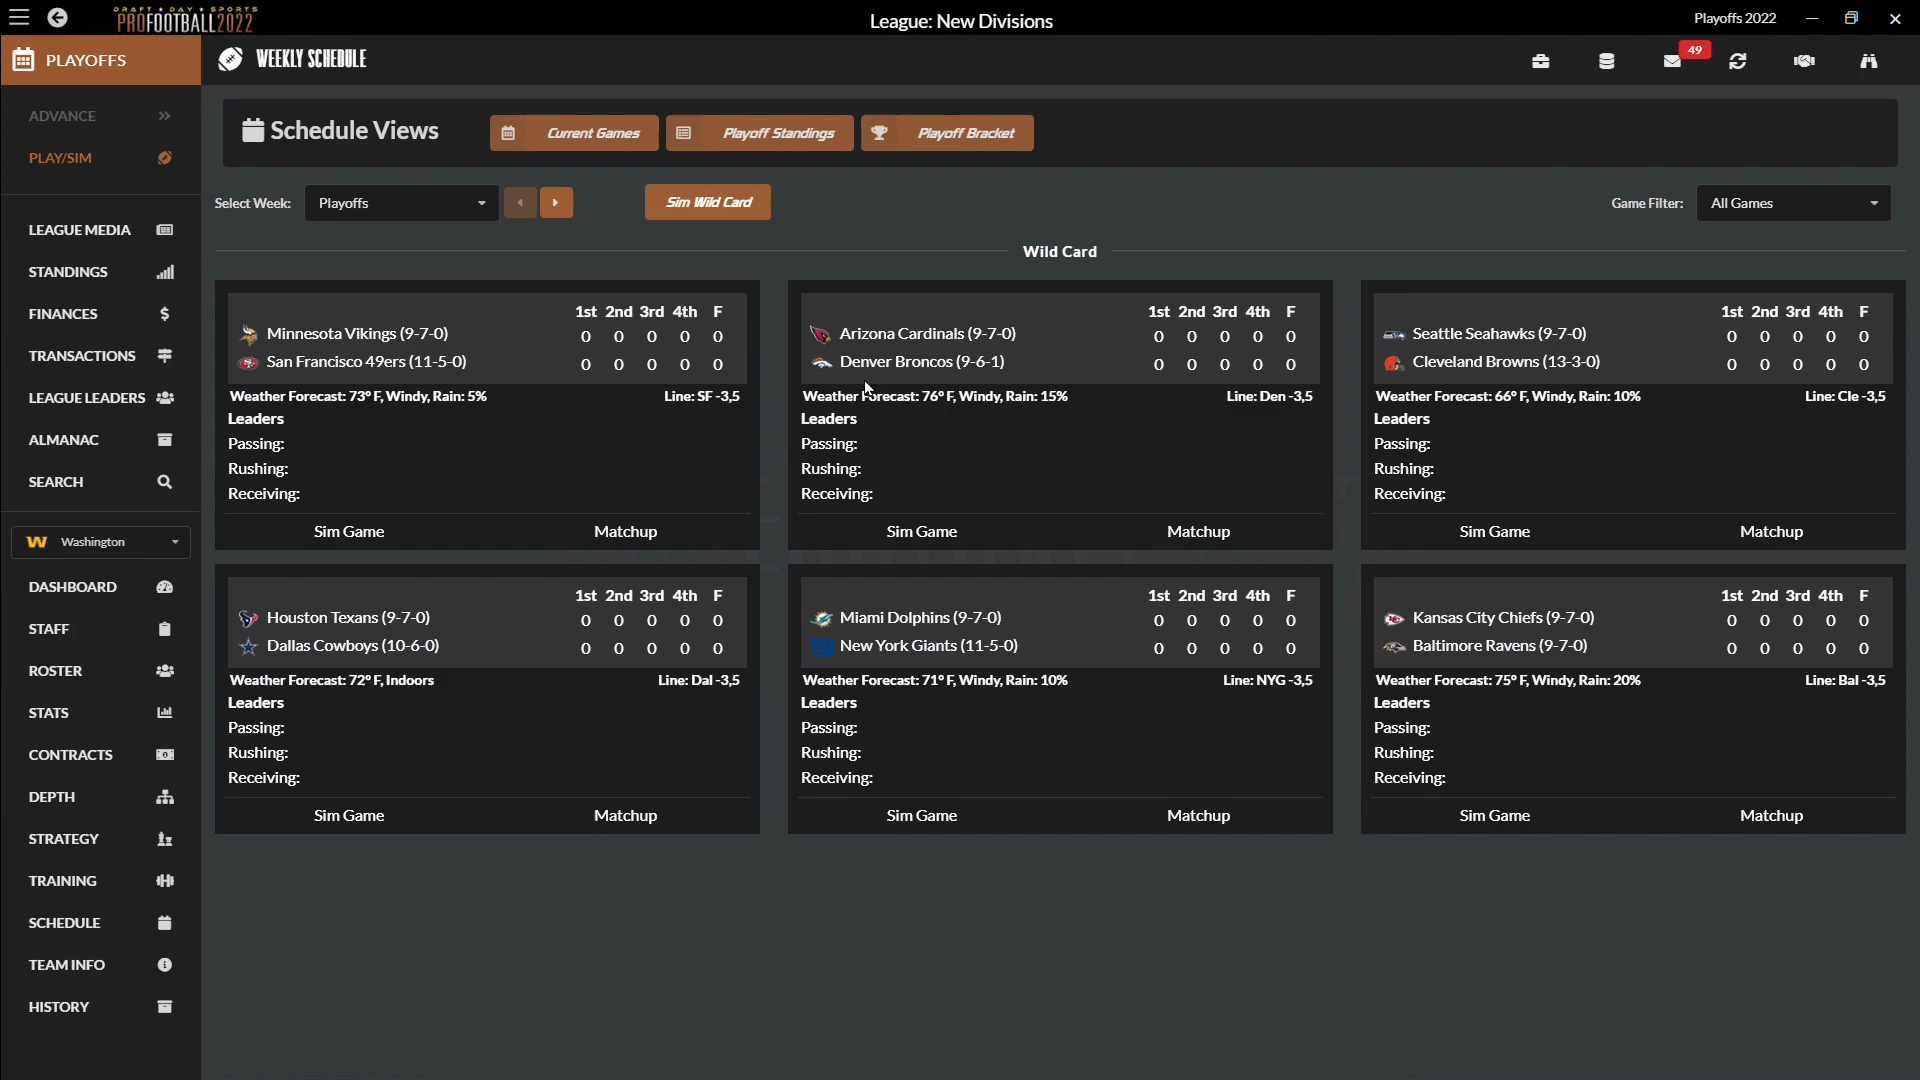 DRAFT ★ DAY ★ SPORTS
PROFOOTBALL2022
League: New Divisions
Playoffs 2022
PLAYOFFS
WEEKLY SCHEDULE
49
ADVANCE
PLAY/SIM
LEAGUE MEDIA
STANDINGS
FINANCES
TRANSACTIONS
LEAGUE LEADERS
ALMANAC
SEARCH
Washington
DASHBOARD
STAFF
ROSTER
STATS
CONTRACTS
DEPTH
STRATEGY
TRAINING
SCHEDULE
TEAM INFO
HISTORY
Schedule Views
Current Games
Playoff Standings
Playoff Bracket
Select Week: Playoffs
Sim Wild Card
Game Filter: All Games
Wild Card
1st 2nd 3rd 4th F
Minnesota Vikings (9-7-0) 0 0 0 0 0
San Francisco 49ers (11-5-0) 0 0 0 0 0
Weather Forecast: 73° F, Windy, Rain: 5% Line: SF -3,5
Leaders
Passing:
Rushing:
Receiving:
Sim Game Matchup
1st 2nd 3rd 4th F
Arizona Cardinals (9-7-0) 0 0 0 0 0
Denver Broncos (9-6-1) 0 0 0 0 0
Weather Forecast: 76° F, Windy, Rain: 15% Line: Den -3,5
Leaders
Passing:
Rushing:
Receiving:
Sim Game Matchup
1st 2nd 3rd 4th F
Seattle Seahawks (9-7-0) 0 0 0 0 0
Cleveland Browns (13-3-0) 0 0 0 0 0
Weather Forecast: 66° F, Windy, Rain: 10% Line: Cle -3,5
Leaders
Passing:
Rushing:
Receiving:
Sim Game Matchup
1st 2nd 3rd 4th F
Houston Texans (9-7-0) 0 0 0 0 0
Dallas Cowboys (10-6-0) 0 0 0 0 0
Weather Forecast: 72° F, Indoors Line: Dal -3,5
Leaders
Passing:
Rushing:
Receiving:
Sim Game Matchup
1st 2nd 3rd 4th F
Miami Dolphins (9-7-0) 0 0 0 0 0
New York Giants (11-5-0) 0 0 0 0 0
Weather Forecast: 71° F, Windy, Rain: 10% Line: NYG -3,5
Leaders
Passing:
Rushing:
Receiving:
Sim Game Matchup
1st 2nd 3rd 4th F
Kansas City Chiefs (9-7-0) 0 0 0 0 0
Baltimore Ravens (9-7-0) 0 0 0 0 0
Weather Forecast: 75° F, Windy, Rain: 20% Line: Bal -3,5
Leaders
Passing:
Rushing:
Receiving:
Sim Game Matchup